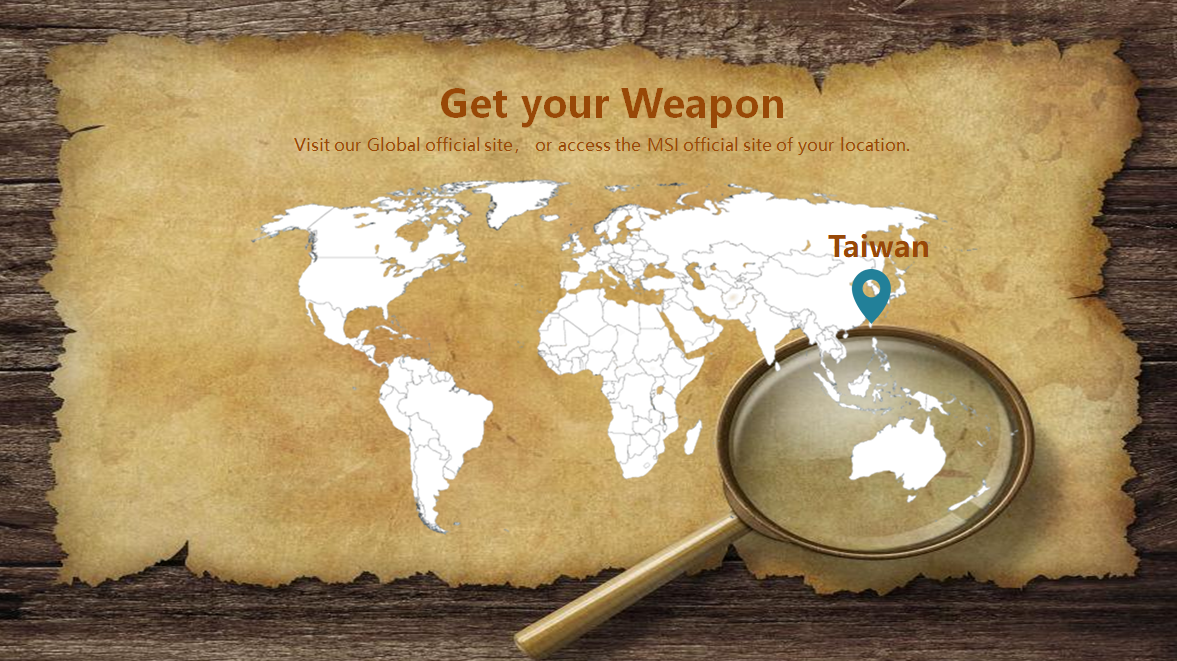 Get your Weapon
Visit our Global official site， or access the MSI official site of your location.
Taiwan